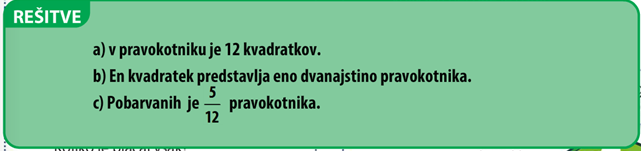 REŠITVE
a) v pravokotniku je 12 kvadratkov.
b) En kvadratek predstavlja eno dvanajstino pravokotnika.
c) Pobarvanih je 5/12 pravokotnika.